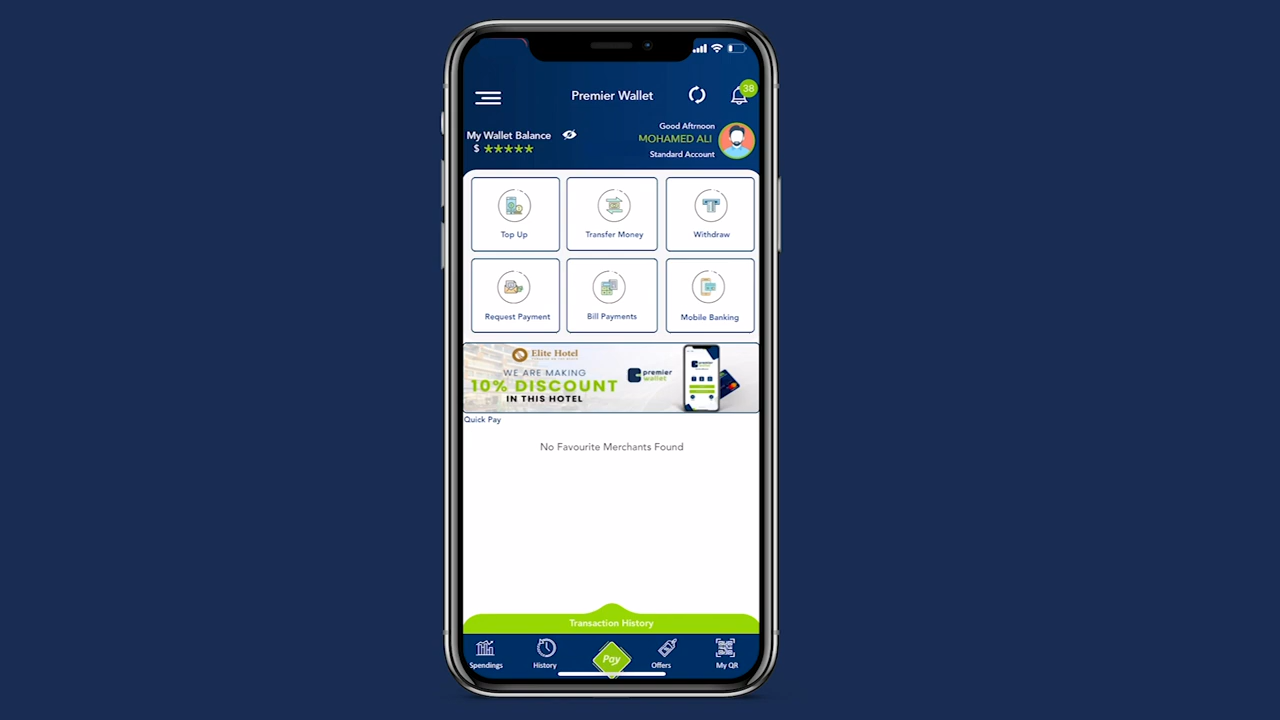 Premier Wallet
38
Good Aftrnoon
My Wallet Balance
MOHAMED ALI
$ *****
Standard Account
Top Up
Transfer Money
Withdraw
Request Payment
Bill Payments
Mobile Banking
Elite Hotel
WE ARE MAKING
10% DISCOUNT
IN THIS HOTEL
premier
wallet
Quick Pay
No Favourite Merchants Found
Transaction History
Pay
Spendings
History
Offers
My QR